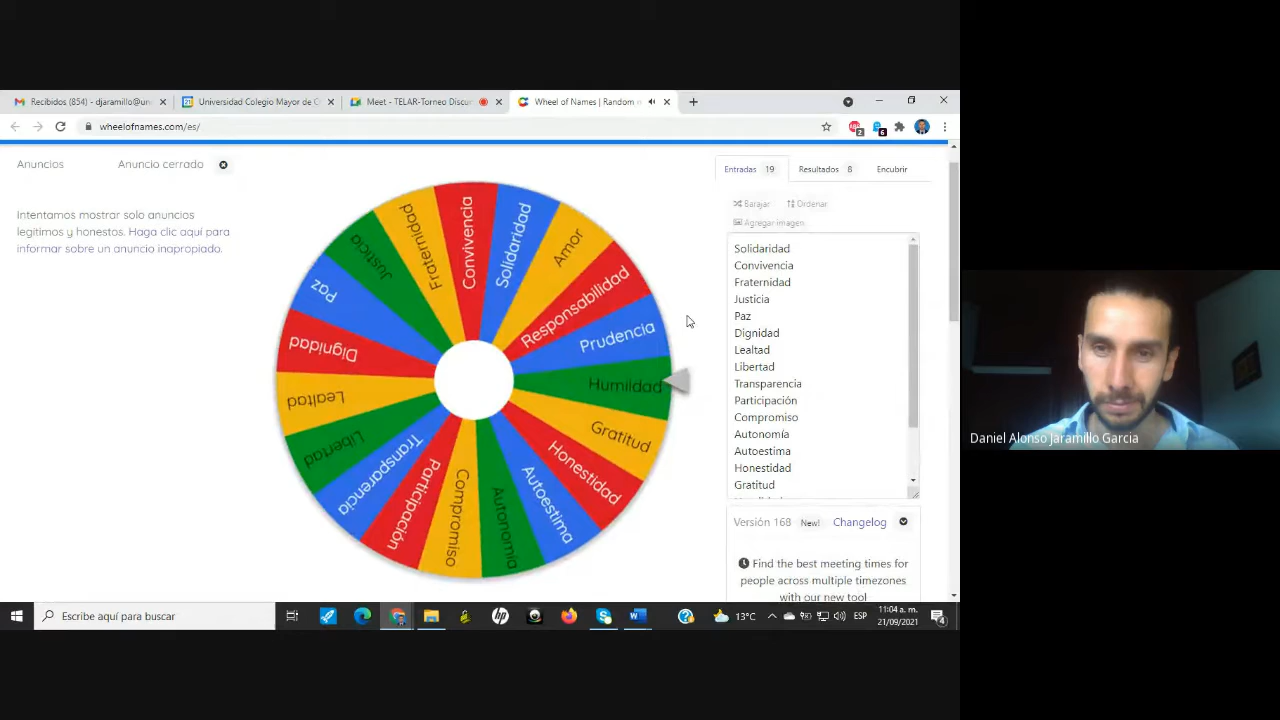 Recibidos (854) - djaramillo@un
Universidad Colegio Mayor de C
Meet - TELAR-Torneo Discur
Wheel of Names | Random n
wheelofnames.com/es/
2
6
Anuncios
Anuncio cerrado
Intentamos mostrar solo anuncios
legítimos y honestos. Haga clic aquí para
informar sobre un anuncio inapropiado.
Solidaridad
Amor
Responsabilidad
Prudencia
Humildad
Gratitud
Honestidad
Autoestima
Autonomía
Compromiso
Participación
Transparencia
Libertad
Lealtad
Dignidad
Paz
Justicia
Fraternidad
Convivencia
Entradas 19
Resultados 8
Encubrir
Barajar
Ordenar
Agregar imagen
Solidaridad
Convivencia
Fraternidad
Justicia
Paz
Dignidad
Lealtad
Libertad
Transparencia
Participación
Compromiso
Autonomía
Autoestima
Honestidad
Gratitud
Versión 168 New! Changelog
Find the best meeting times for
people across multiple timezones
with our new tool
Daniel Alonso Jaramillo Garcia
Escribe aquí para buscar
hp
13°C
ESP
11:04 a. m.
21/09/2021
4